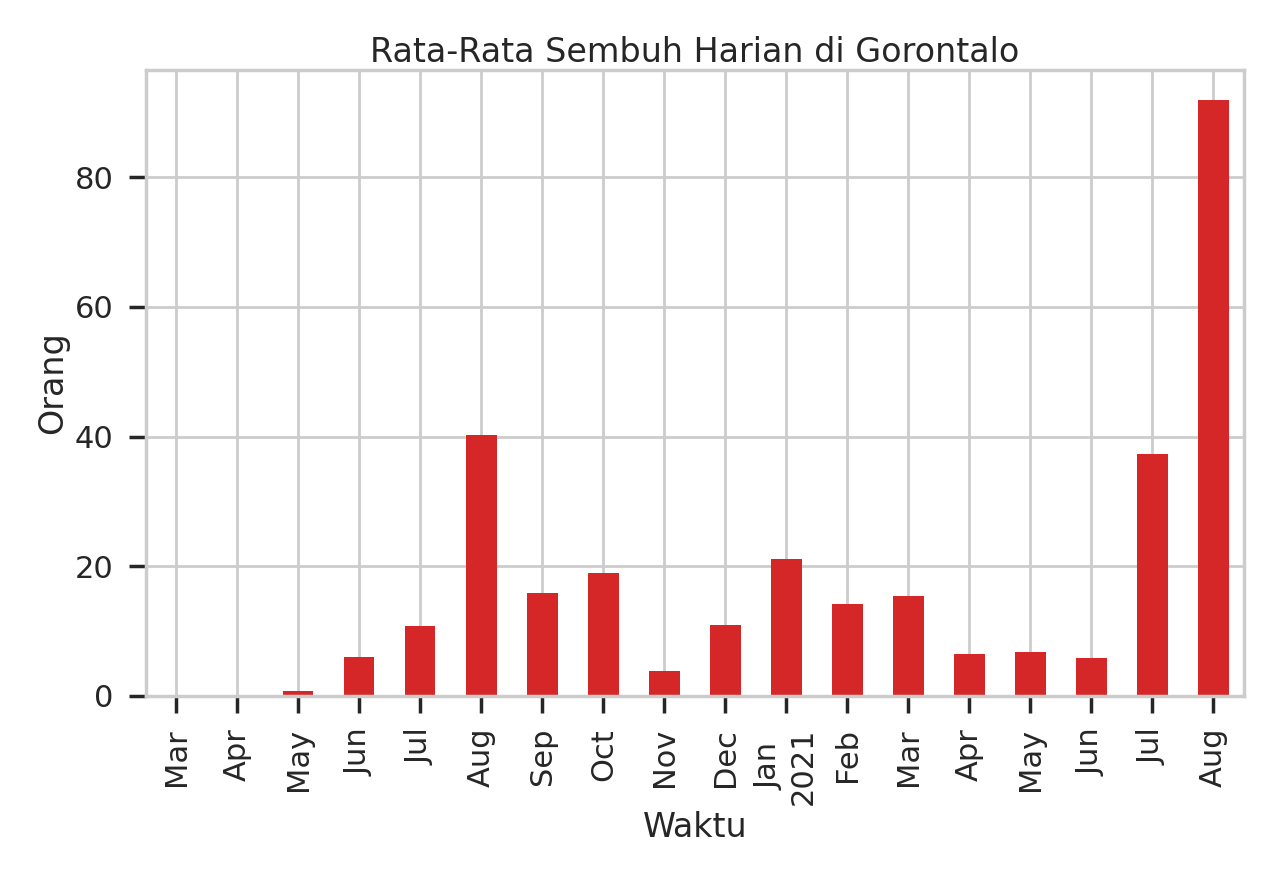 Rata-Rata Sembuh Harian di Gorontalo
Orang
80
60
40
20
0
Mar
Apr
May
Jun
Jul
Aug
Sep
Oct
Nov
Dec
Jan
2021
Feb
Mar
Apr
May
Jun
Jul
Aug
Waktu